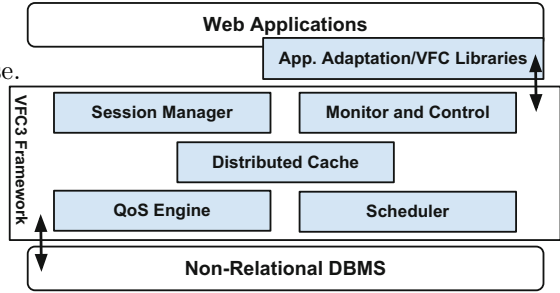 Web Applications
App. Adaptation/VFC Libraries
VFC3 Framework
Session Manager
Monitor and Control
Distributed Cache
QoS Engine
Scheduler
Non-Relational DBMS